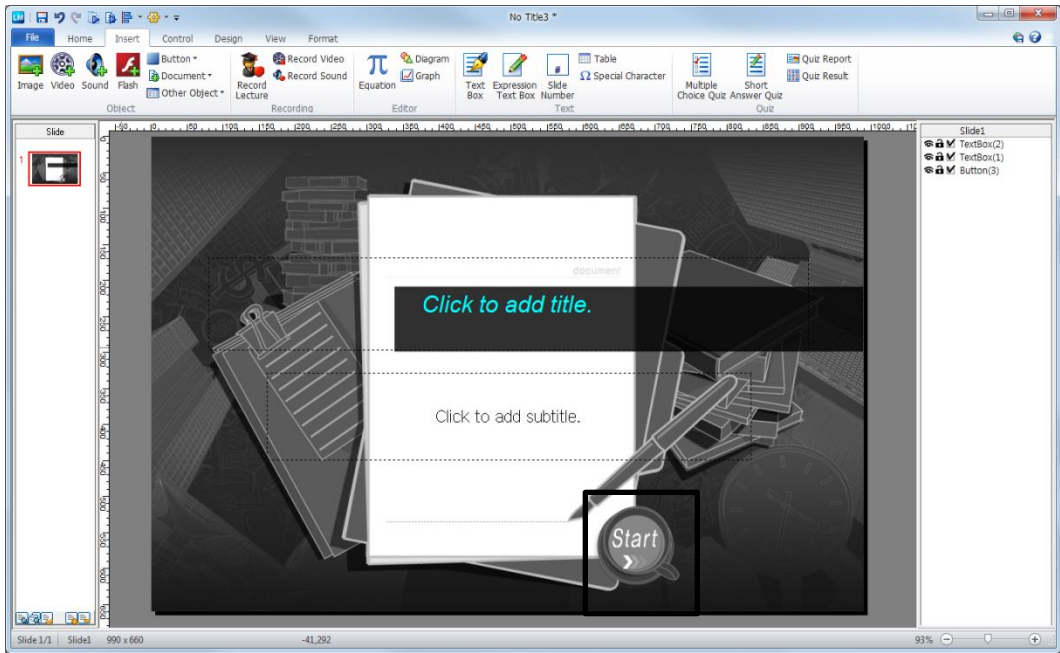 LM
No Title3 *
File Home Insert Control Design View Format
Image Video Sound Flash
Button
Document
Other Object
Object
Record Lecture
Record Video
Record Sound
Recording
Equation
Diagram
Graph
Editor
Text Box
Expression Text Box
Slide Number
Table
Special Character
Text
Multiple Choice Quiz
Short Answer Quiz
Quiz Report
Quiz Result
Quiz
Slide
1
document
Click to add title.
Click to add subtitle.
Start
Slide1
TextBox(2)
TextBox(1)
Button(3)
Slide 1/1 Slide1 990 x 660 -41,292 93%